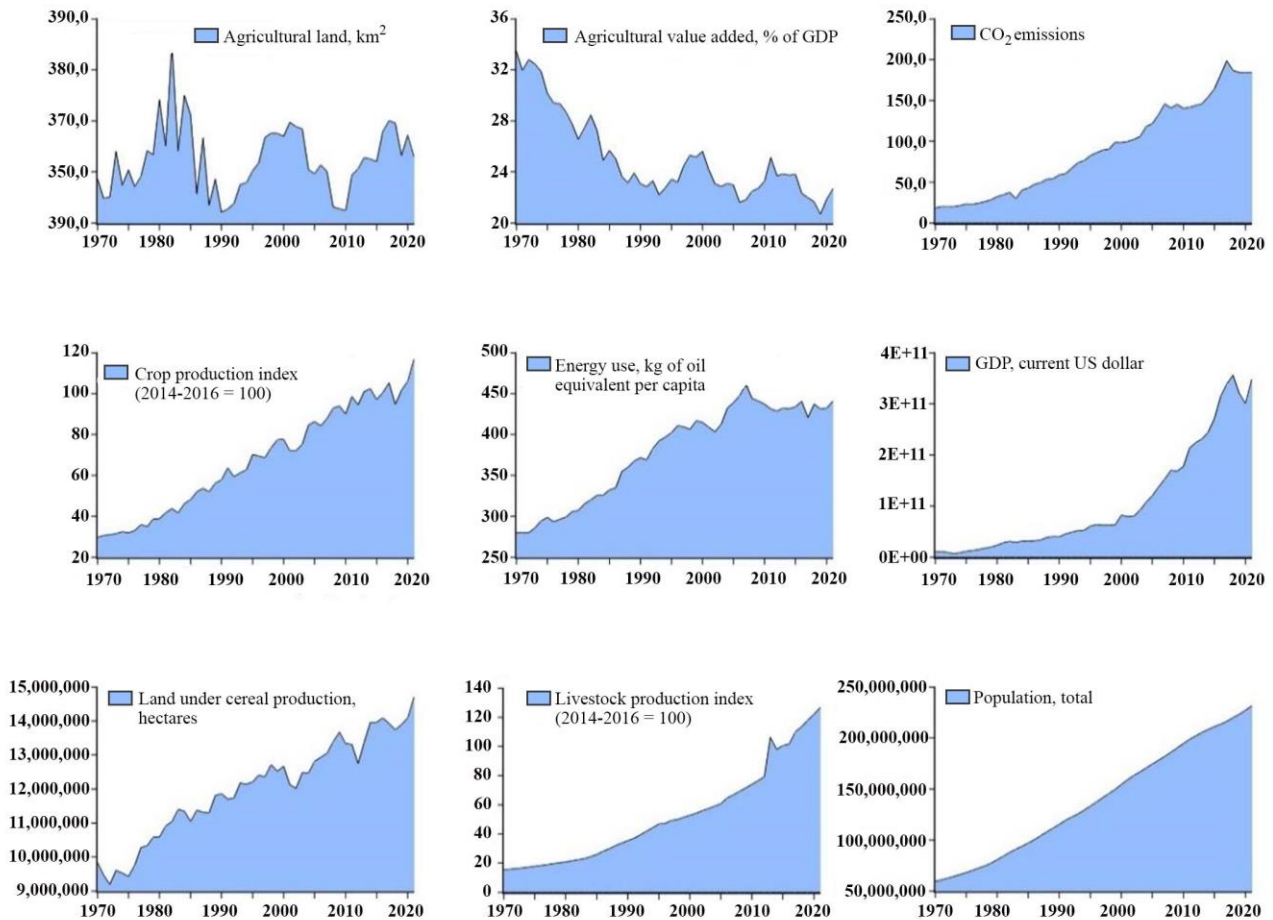 390,0
Agricultural land, km²
380,0
370,0
350,0
390,0
1970 1980 1990 2000 2010 2020
36
Agricultural value added, % of GDP
32
28
24
20
1970 1980 1990 2000 2010 2020
250,0
CO₂ emissions
200,0
150,0
100,0
50,0
0
1970 1980 1990 2000 2010 2020
120
Crop production index
(2014-2016 = 100)
100
80
60
40
20
1970 1980 1990 2000 2010 2020
500
Energy use, kg of oil
equivalent per capita
450
400
350
300
250
1970 1980 1990 2000 2010 2020
4E+11
GDP, current US dollar
3E+11
2E+11
1E+11
0E+00
1970 1980 1990 2000 2010 2020
15,000,000
Land under cereal production,
hectares
14,000,000
13,000,000
12,000,000
11,000,000
10,000,000
9,000,000
1970 1980 1990 2000 2010 2020
140
Livestock production index
(2014-2016 = 100)
120
100
80
60
40
20
0
1970 1980 1990 2000 2010 2020
250,000,000
Population, total
200,000,000
150,000,000
100,000,000
50,000,000
1970 1980 1990 2000 2010 2020